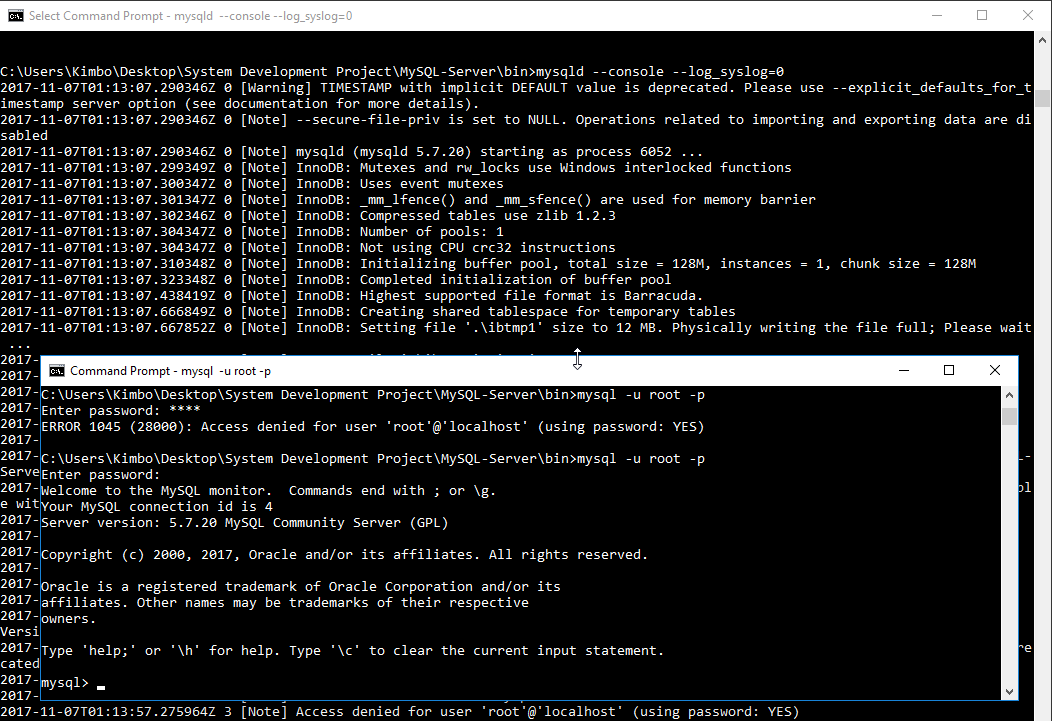 Select Command Prompt - mysqld --console --log_syslog=0
C:\Users\Kimbo\Desktop\System Development Project\MySQL-Server\bin>mysqld --console --log_syslog=0
2017-11-07T01:13:07.290346Z 0 [Warning] TIMESTAMP with implicit DEFAULT value is deprecated. Please use --explicit_defaults_for_t
imestamp server option (see documentation for more details).
2017-11-07T01:13:07.290346Z 0 [Note] --secure-file-priv is set to NULL. Operations related to importing and exporting data are di
sabled
2017-11-07T01:13:07.290346Z 0 [Note] mysqld (mysqld 5.7.20) starting as process 6052 ...
2017-11-07T01:13:07.299349Z 0 [Note] InnoDB: Mutexes and rw_locks use Windows interlocked functions
2017-11-07T01:13:07.300347Z 0 [Note] InnoDB: Uses event mutexes
2017-11-07T01:13:07.301347Z 0 [Note] InnoDB: _mm_lfence() and _mm_sfence() are used for memory barrier
2017-11-07T01:13:07.302346Z 0 [Note] InnoDB: Compressed tables use zlib 1.2.3
2017-11-07T01:13:07.304347Z 0 [Note] InnoDB: Number of pools: 1
2017-11-07T01:13:07.304347Z 0 [Note] InnoDB: Not using CPU crc32 instructions
2017-11-07T01:13:07.310348Z 0 [Note] InnoDB: Initializing buffer pool, total size = 128M, instances = 1, chunk size = 128M
2017-11-07T01:13:07.323348Z 0 [Note] InnoDB: Completed initialization of buffer pool
2017-11-07T01:13:07.438419Z 0 [Note] InnoDB: Highest supported file format is Barracuda.
2017-11-07T01:13:07.666849Z 0 [Note] InnoDB: Creating shared tablespace for temporary tables
2017-11-07T01:13:07.667852Z 0 [Note] InnoDB: Setting file '.\ibtmp1' size to 12 MB. Physically writing the file full; Please wait
...
2017-
2017-
2017-
2017-
2017-
2017-
Serve
2017-
e wit
2017-
2017-
2017-
2017-
2017-
2017-
Versi
2017-
cated
2017-
2017-
Command Prompt - mysql -u root -p
C:\Users\Kimbo\Desktop\System Development Project\MySQL-Server\bin>mysql -u root -p
Enter password: ****
ERROR 1045 (28000): Access denied for user 'root'@'localhost' (using password: YES)
C:\Users\Kimbo\Desktop\System Development Project\MySQL-Server\bin>mysql -u root -p
Enter password:
Welcome to the MySQL monitor.  Commands end with ; or \g.
Your MySQL connection id is 4
Server version: 5.7.20 MySQL Community Server (GPL)
Copyright (c) 2000, 2017, Oracle and/or its affiliates. All rights reserved.
Oracle is a registered trademark of Oracle Corporation and/or its
affiliates. Other names may be trademarks of their respective
owners.
Type 'help;' or '\h' for help. Type '\c' to clear the current input statement.
mysql>
2017-11-07T01:13:57.275964Z 3 [Note] Access denied for user 'root'@'localhost' (using password: YES)